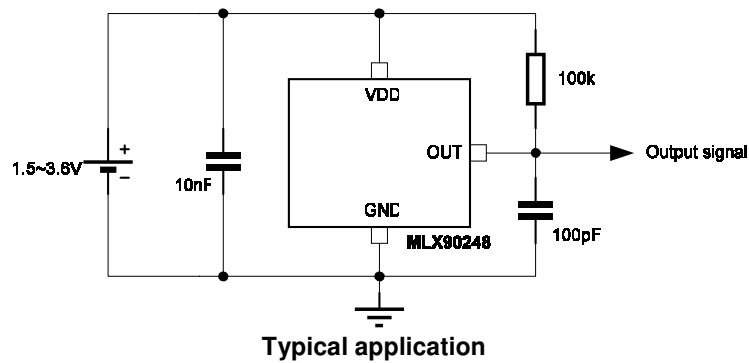 VDD
100k
OUT
Output signal
+
1.5~3.6V
−
10nF
GND
MLX90248
100pF
Typical application